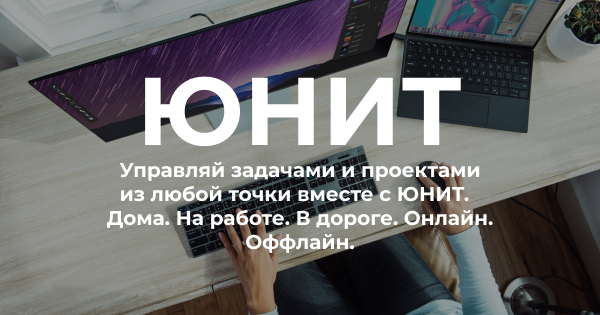 ЮНИТ
Управляй задачами и проектами
из любой точки вместе с ЮНИТ.
Дома. На работе. В дороге. Онлайн.
Оффлайн.